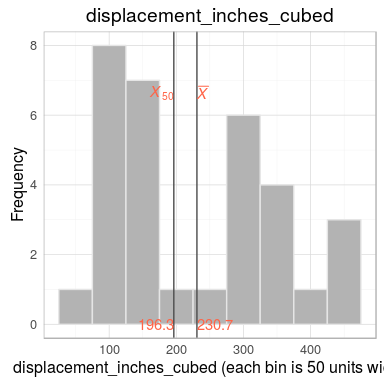 displacement_inches_cubed
8
6
4
2
0
Frequency
X50
X̅
196.3
230.7
100
200
300
400
displacement_inches_cubed (each bin is 50 units wi